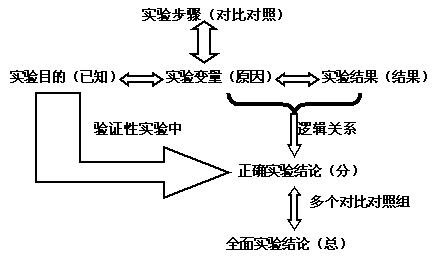 实验步骤（对比对照）
实验目的（已知）
实验变量（原因）
实验结果（结果）
验证性实验中
逻辑关系
正确实验结论（分）
多个对比对照组
全面实验结论（总）